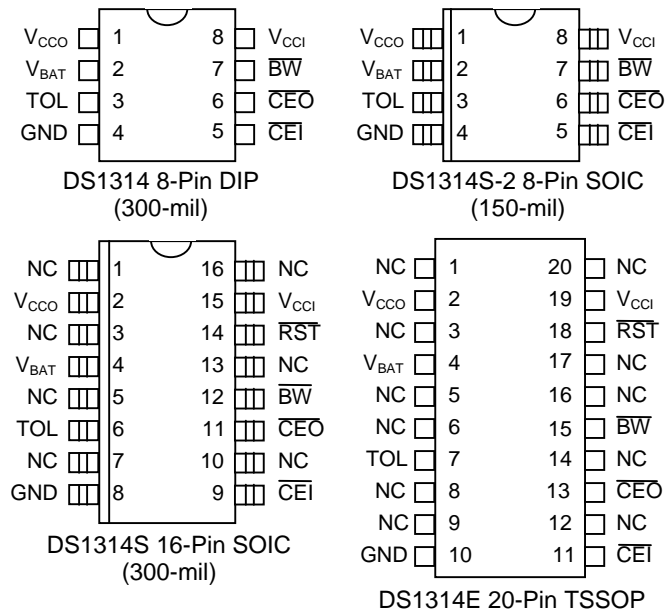 VCCO 1 8 VCCI
VBAT 2 7 BW
TOL 3 6 CEO
GND 4 5 CEI
DS1314 8-Pin DIP
(300-mil)
VCCO 1 8 VCCI
VBAT 2 7 BW
TOL 3 6 CEO
GND 4 5 CEI
DS1314S-2 8-Pin SOIC
(150-mil)
NC 1 16 NC
VCCO 2 15 VCCI
NC 3 14 RST
VBAT 4 13 NC
NC 5 12 BW
TOL 6 11 CEO
NC 7 10 NC
GND 8 9 CEI
DS1314S 16-Pin SOIC
(300-mil)
NC 1 20 NC
VCCO 2 19 VCCI
NC 3 18 RST
VBAT 4 17 NC
NC 5 16 NC
NC 6 15 BW
TOL 7 14 NC
NC 8 13 CEO
NC 9 12 NC
GND 10 11 CEI
DS1314E 20-Pin TSSOP